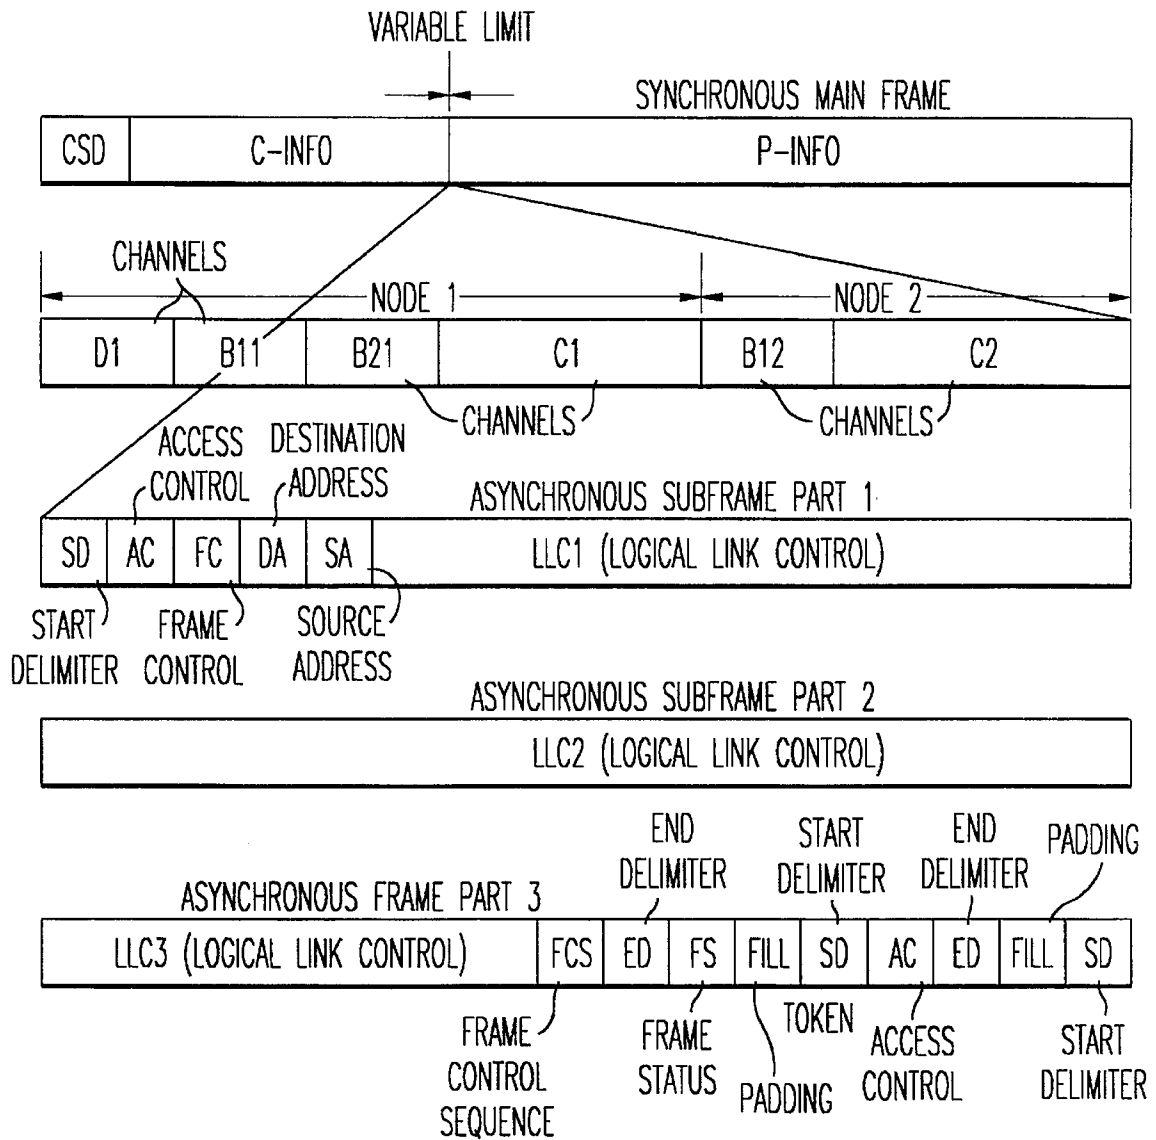 VARIABLE LIMIT
SYNCHRONOUS MAIN FRAME
CSD C-INFO P-INFO
CHANNELS
NODE 1 NODE 2
D1 B11 B21 C1 B12 C2
CHANNELS CHANNELS
ACCESS CONTROL
DESTINATION ADDRESS
ASYNCHRONOUS SUBFRAME PART 1
SD AC FC DA SA LLC1 (LOGICAL LINK CONTROL)
START DELIMITER
FRAME CONTROL
SOURCE ADDRESS
ASYNCHRONOUS SUBFRAME PART 2
LLC2 (LOGICAL LINK CONTROL)
END DELIMITER
START DELIMITER
END DELIMITER
PADDING
ASYNCHRONOUS FRAME PART 3
LLC3 (LOGICAL LINK CONTROL) FCS ED FS FILL SD AC ED FILL SD
FRAME CONTROL SEQUENCE
FRAME STATUS
PADDING
TOKEN
ACCESS CONTROL
START DELIMITER